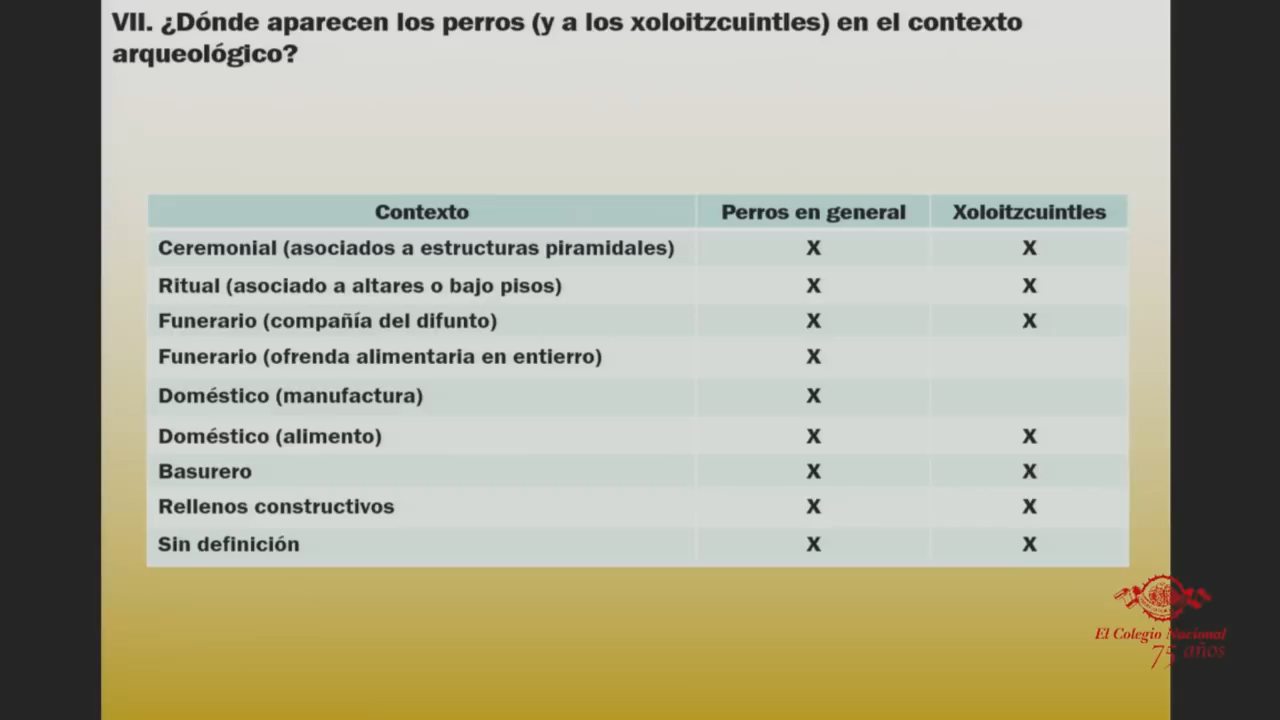 VII. ¿Dónde aparecen los perros (y a los xoloitzcuintles) en el contexto
arqueológico?
Contexto Perros en general Xoloitzcuintles
Ceremonial (asociados a estructuras piramidales) X X
Ritual (asociado a altares o bajo pisos) X X
Funerario (compañía del difunto) X X
Funerario (ofrenda alimentaria en entierro) X
Doméstico (manufactura) X
Doméstico (alimento) X X
Basurero X X
Rellenos constructivos X X
Sin definición X X
El Colegio Nacional
75 años